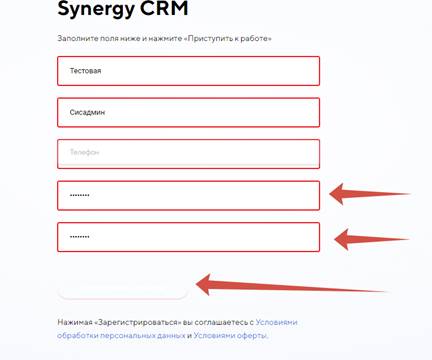 Synergy CRM
Заполните поля ниже и нажмите «Приступить к работе»
Тестовая
Сисадмин
Телефон
••••••••
••••••••
Нажимая «Зарегистрироваться» вы соглашаетесь с Условиями
обработки персональных данных и Условиями оферты.